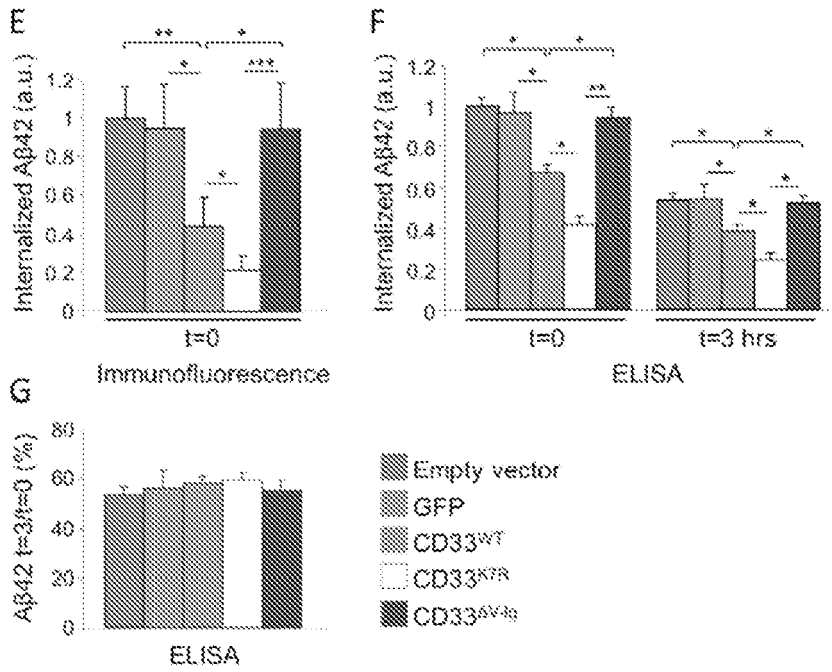 E
** *
* ***
*
Internalized Aβ42 (a.u.)
1.2
1
0.8
0.6
0.4
0.2
0
t=0
Immunofluorescence
F
* *
* **
*
* *
* *
*
Internalized Aβ42 (a.u.)
1.2
1
0.8
0.6
0.4
0.2
0
t=0 t=3 hrs
ELISA
G
Aβ42 t=3/t=0 (%)
80
60
40
20
0
ELISA
Empty vector
GFP
CD33WT
CD33K7R
CD33ΔV-Ig